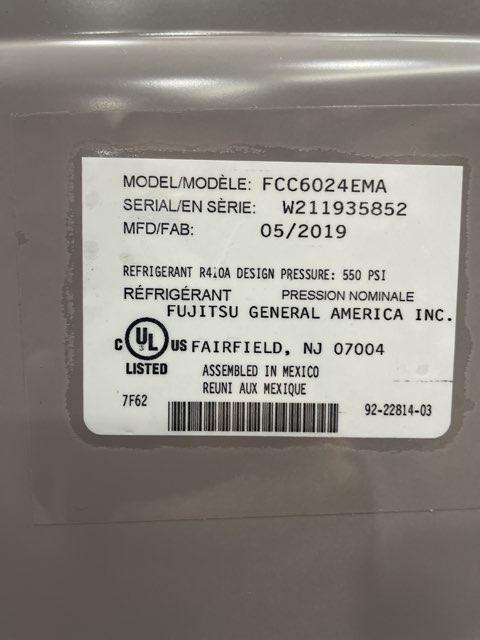 MODEL/MODÈLE: FCC6024EMA
SERIAL/EN SÈRIE: W211935852
MFD/FAB: 05/2019
REFRIGERANT R410A DESIGN PRESSURE: 550 PSI
RÉFRIGÉRANT PRESSION NOMINALE
FUJITSU GENERAL AMERICA INC.
C UL US FAIRFIELD, NJ 07004
LISTED ASSEMBLED IN MEXICO
REUNI AUX MEXIQUE
7F62 92-22814-03